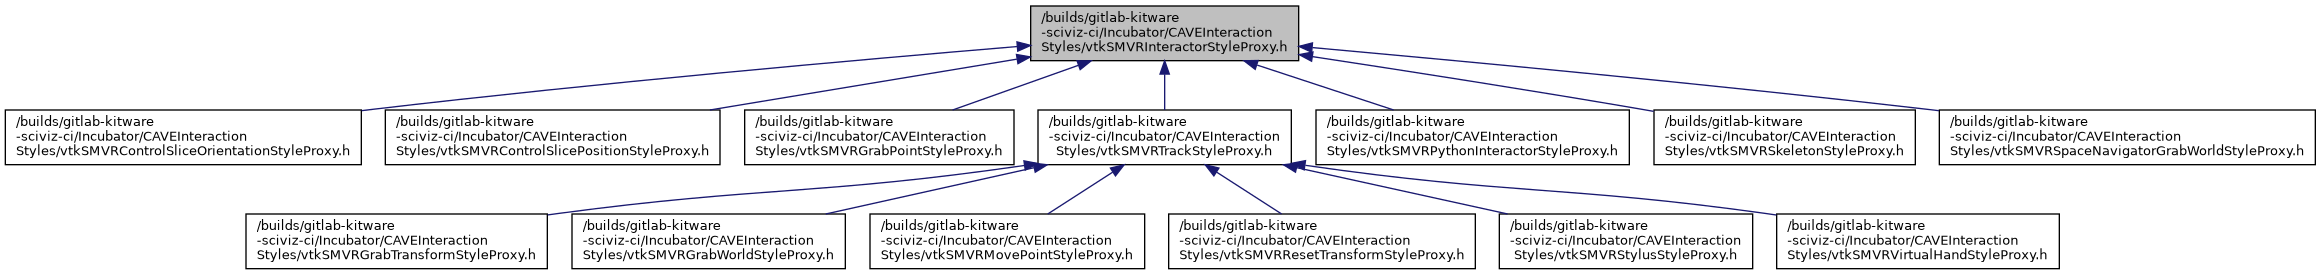 /builds/gitlab-kitware
-sciviz-ci/Incubator/CAVEInteraction
Styles/vtkSMVRInteractorStyleProxy.h
/builds/gitlab-kitware
-sciviz-ci/Incubator/CAVEInteraction
Styles/vtkSMVRControlSliceOrientationStyleProxy.h
/builds/gitlab-kitware
-sciviz-ci/Incubator/CAVEInteraction
Styles/vtkSMVRControlSlicePositionStyleProxy.h
/builds/gitlab-kitware
-sciviz-ci/Incubator/CAVEInteraction
Styles/vtkSMVRGrabPointStyleProxy.h
/builds/gitlab-kitware
-sciviz-ci/Incubator/CAVEInteraction
Styles/vtkSMVRTrackStyleProxy.h
/builds/gitlab-kitware
-sciviz-ci/Incubator/CAVEInteraction
Styles/vtkSMVRPythonInteractorStyleProxy.h
/builds/gitlab-kitware
-sciviz-ci/Incubator/CAVEInteraction
Styles/vtkSMVRSkeletonStyleProxy.h
/builds/gitlab-kitware
-sciviz-ci/Incubator/CAVEInteraction
Styles/vtkSMVRSpaceNavigatorGrabWorldStyleProxy.h
/builds/gitlab-kitware
-sciviz-ci/Incubator/CAVEInteraction
Styles/vtkSMVRGrabTransformStyleProxy.h
/builds/gitlab-kitware
-sciviz-ci/Incubator/CAVEInteraction
Styles/vtkSMVRGrabWorldStyleProxy.h
/builds/gitlab-kitware
-sciviz-ci/Incubator/CAVEInteraction
Styles/vtkSMVRMovePointStyleProxy.h
/builds/gitlab-kitware
-sciviz-ci/Incubator/CAVEInteraction
Styles/vtkSMVRResetTransformStyleProxy.h
/builds/gitlab-kitware
-sciviz-ci/Incubator/CAVEInteraction
Styles/vtkSMVRStylusStyleProxy.h
/builds/gitlab-kitware
-sciviz-ci/Incubator/CAVEInteraction
Styles/vtkSMVRVirtualHandStyleProxy.h